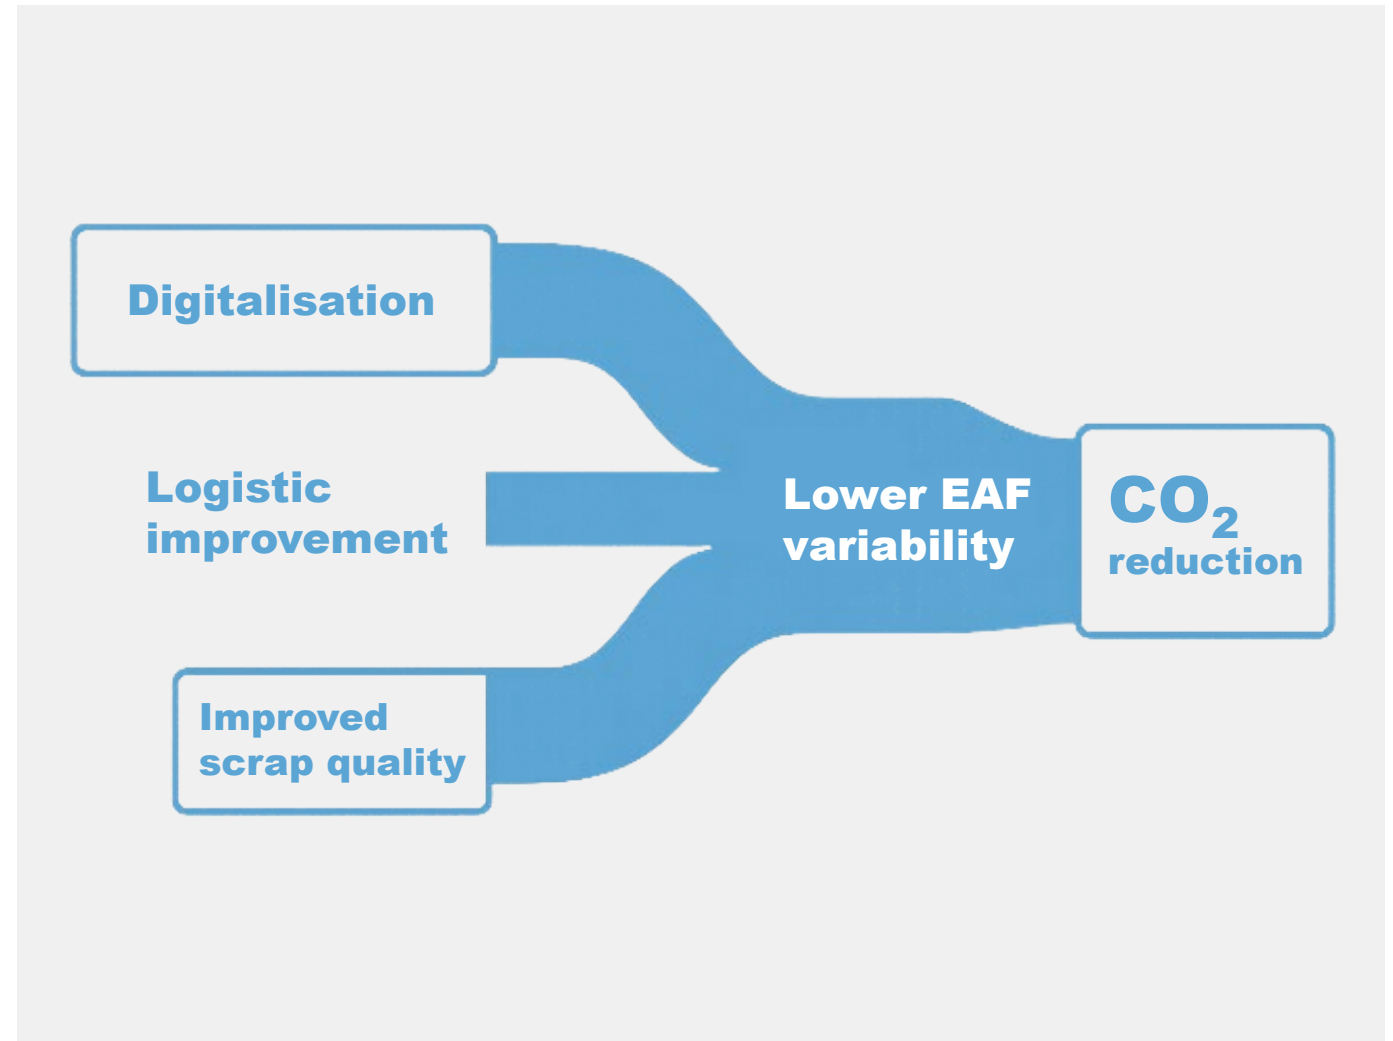 Digitalisation
Logistic
improvement
Improved
scrap quality
Lower EAF
variability
CO₂
reduction